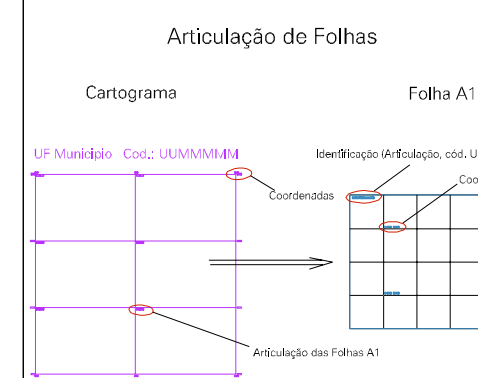 Articulação de Folhas
Cartograma
Folha A1
UF Municipio Cod.: UUMMMMM
Identificação (Articulação, cód. U
Coo
Coordenadas
Articulação das Folhas A1